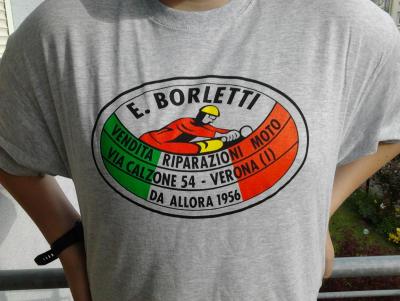 E. BORLETTI
VENDITA RIPARAZIONI MOTO
VIA CALZONE 54 - VERONA (I)
DA ALLORA 1956